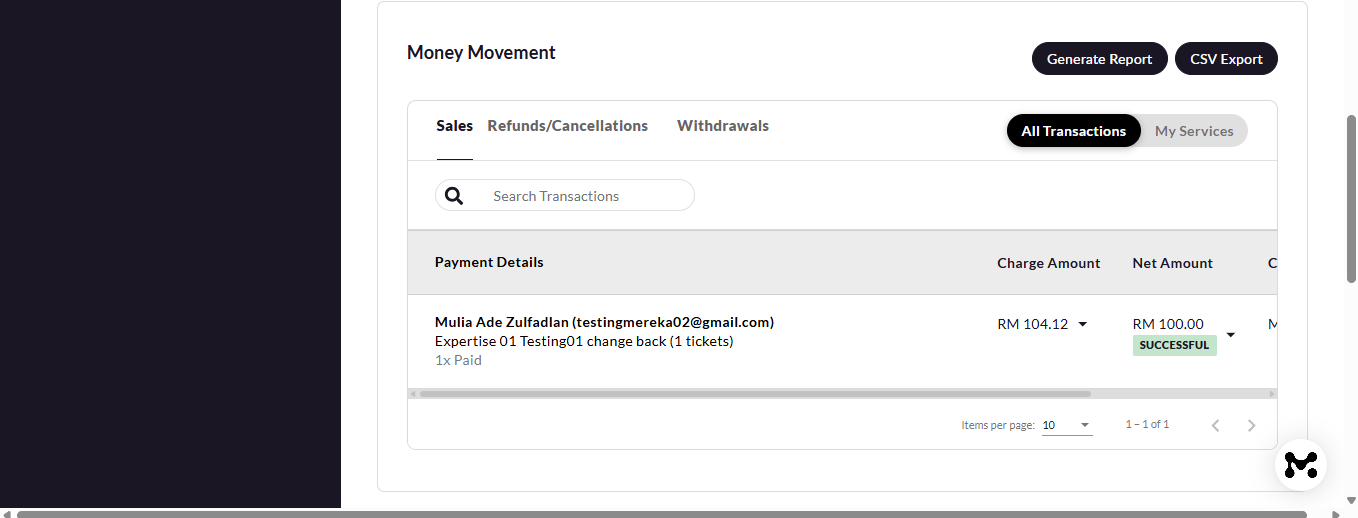 Money Movement
Generate Report
CSV Export
Sales
Refunds/Cancellations
Withdrawals
All Transactions
My Services
Search Transactions
Payment Details
Charge Amount
Net Amount
C
Mulia Ade Zulfadlan (testingmereka02@gmail.com)
RM 104.12
RM 100.00
M
Expertise 01 Testing01 change back (1 tickets)
SUCCESSFUL
1x Paid
Items per page: 10
1 – 1 of 1